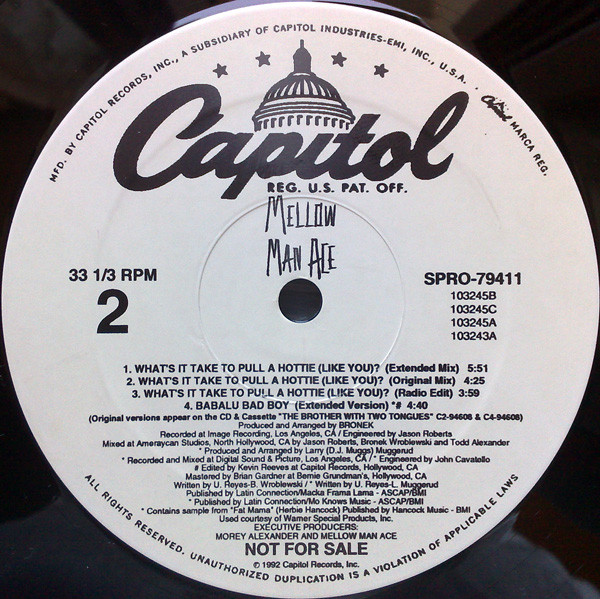 MFD. BY CAPITOL RECORDS, INC., A SUBSIDIARY OF CAPITOL INDUSTRIES-EMI, INC., U.S.A. . Capitol MARCA REG.
Capitol
REG. U.S. PAT. OFF.
MELLOW
MAN ACE
33 1/3 RPM
2
SPRO-79411
103245B
103245C
103245A
103243A
1. WHAT'S IT TAKE TO PULL A HOTTIE (LIKE YOU)? (Extended Mix) 5:51
2. WHAT'S IT TAKE TO PULL A HOTTIE (LIKE YOU)? (Original Mix) 4:25
3. WHAT'S IT TAKE TO PULL A HOTTIE (LIKE YOU)? (Radio Edit) 3:59
4. BABALU BAD BOY (Extended Version) *# 4:40
(Original versions appear on the CD & Cassette "THE BROTHER WITH TWO TONGUES" C2-94608 & C4-94608)
Produced and Arranged by BRONEK
Recorded at Image Recording, Los Angeles, CA / Engineered by Jason Roberts
Mixed at Ameraycan Studios, North Hollywood, CA by Jason Roberts, Bronek Wroblewski and Todd Alexander
* Produced and Arranged by Larry (D.J. Muggs) Muggerud
* Recorded and Mixed at Digital Sound & Picture, Los Angeles, CA / * Engineered by John Cavatello
# Edited by Kevin Reeves at Capitol Records, Hollywood, CA
Mastered by Brian Gardner at Bernie Grundman's, Hollywood, CA
Written by U. Reyes-B. Wroblewski / * Written by U. Reyes-L. Muggerud
Published by Latin Connection/Macka Frama Lama - ASCAP/BMI
* Published by Latin Connection/Mo Knows Music - ASCAP/BMI
* Contains sample from "Fat Mama" (Herbie Hancock) Published by Hancock Music - BMI
Used courtesy of Warner Special Products, Inc.
EXECUTIVE PRODUCERS:
MOREY ALEXANDER AND MELLOW MAN ACE
NOT FOR SALE
℗ 1992 Capitol Records, Inc.
ALL RIGHTS RESERVED. UNAUTHORIZED DUPLICATION IS A VIOLATION OF APPLICABLE LAWS